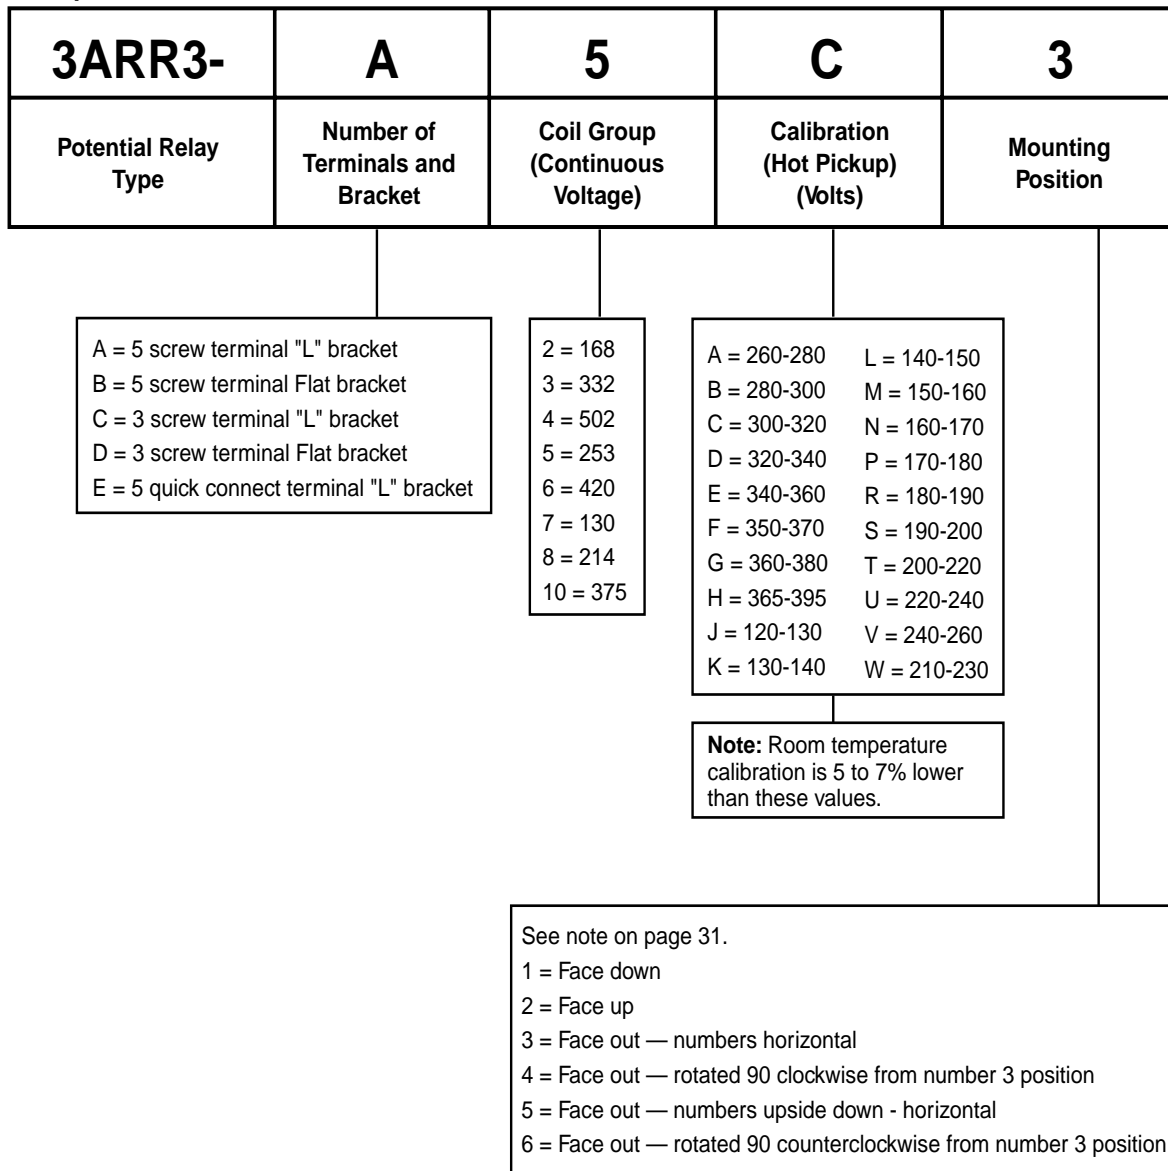 3ARR3- A 5 C 3
Potential Relay
Type
Number of
Terminals and
Bracket
Coil Group
(Continuous
Voltage)
Calibration
(Hot Pickup)
(Volts)
Mounting
Position
A = 5 screw terminal "L" bracket
B = 5 screw terminal Flat bracket
C = 3 screw terminal "L" bracket
D = 3 screw terminal Flat bracket
E = 5 quick connect terminal "L" bracket
2 = 168
3 = 332
4 = 502
5 = 253
6 = 420
7 = 130
8 = 214
10 = 375
A = 260-280
B = 280-300
C = 300-320
D = 320-340
E = 340-360
F = 350-370
G = 360-380
H = 365-395
J = 120-130
K = 130-140
L = 140-150
M = 150-160
N = 160-170
P = 170-180
R = 180-190
S = 190-200
T = 200-220
U = 220-240
V = 240-260
W = 210-230
Note: Room temperature
calibration is 5 to 7% lower
than these values.
See note on page 31.
1 = Face down
2 = Face up
3 = Face out — numbers horizontal
4 = Face out — rotated 90 clockwise from number 3 position
5 = Face out — numbers upside down - horizontal
6 = Face out — rotated 90 counterclockwise from number 3 position